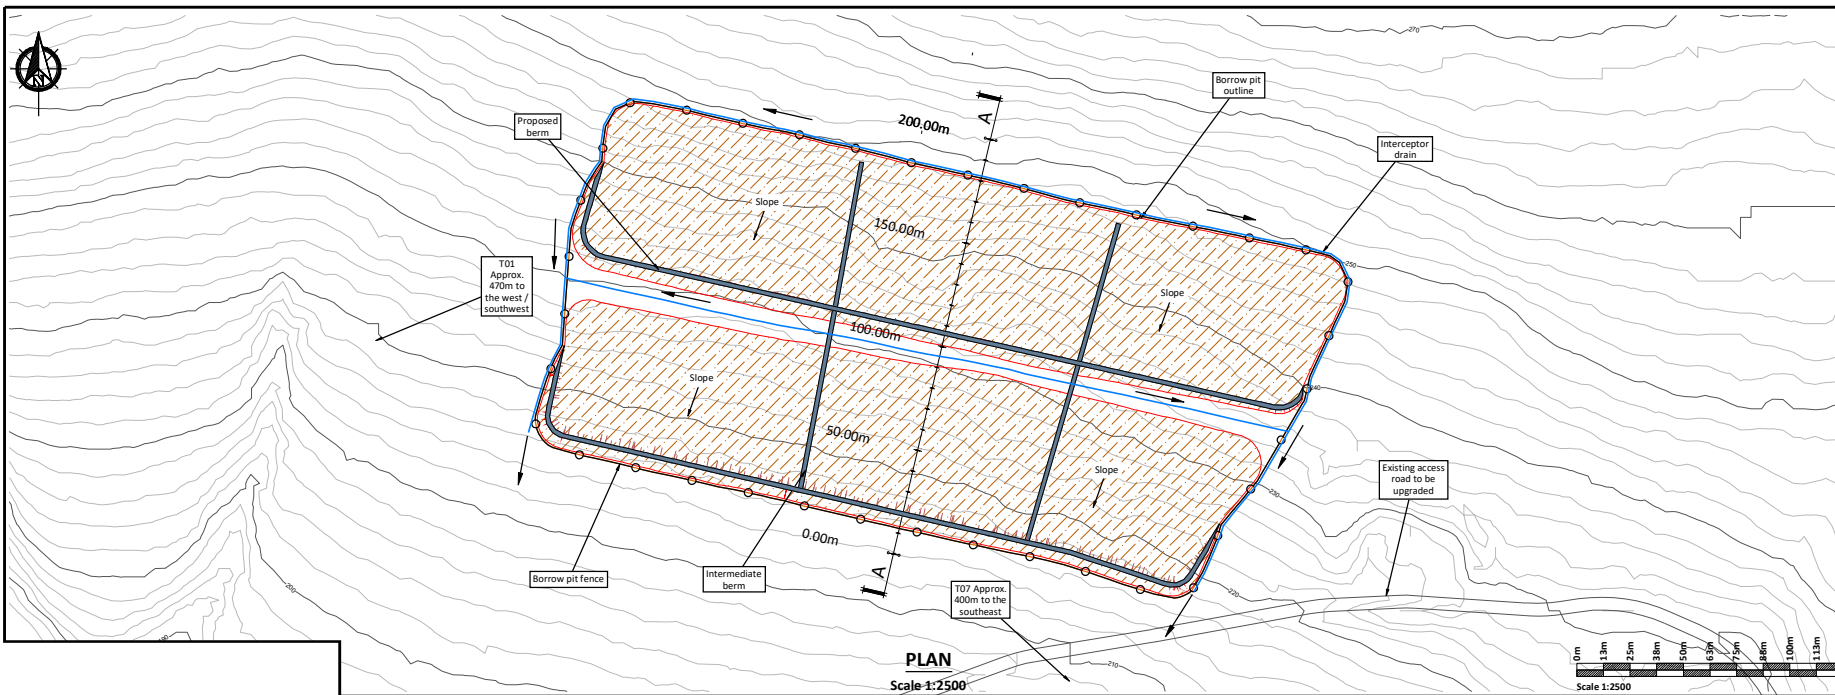 N
270
Borrow pit
outline
Proposed
berm
200.00m
A
Interceptor
drain
Slope
150.00m
250
T01
Approx.
470m to
the west /
southwest
Slope
100.00m
Slope
240
50.00m
Slope
Existing access
road to be
upgraded
230
0.00m
Borrow pit fence
Intermediate
berm
A
T07 Approx.
400m to the
southeast
200
220
190
210
PLAN
Scale 1:2500
0m
13m
25m
38m
50m
63m
75m
88m
100m
113m
Scale 1:2500